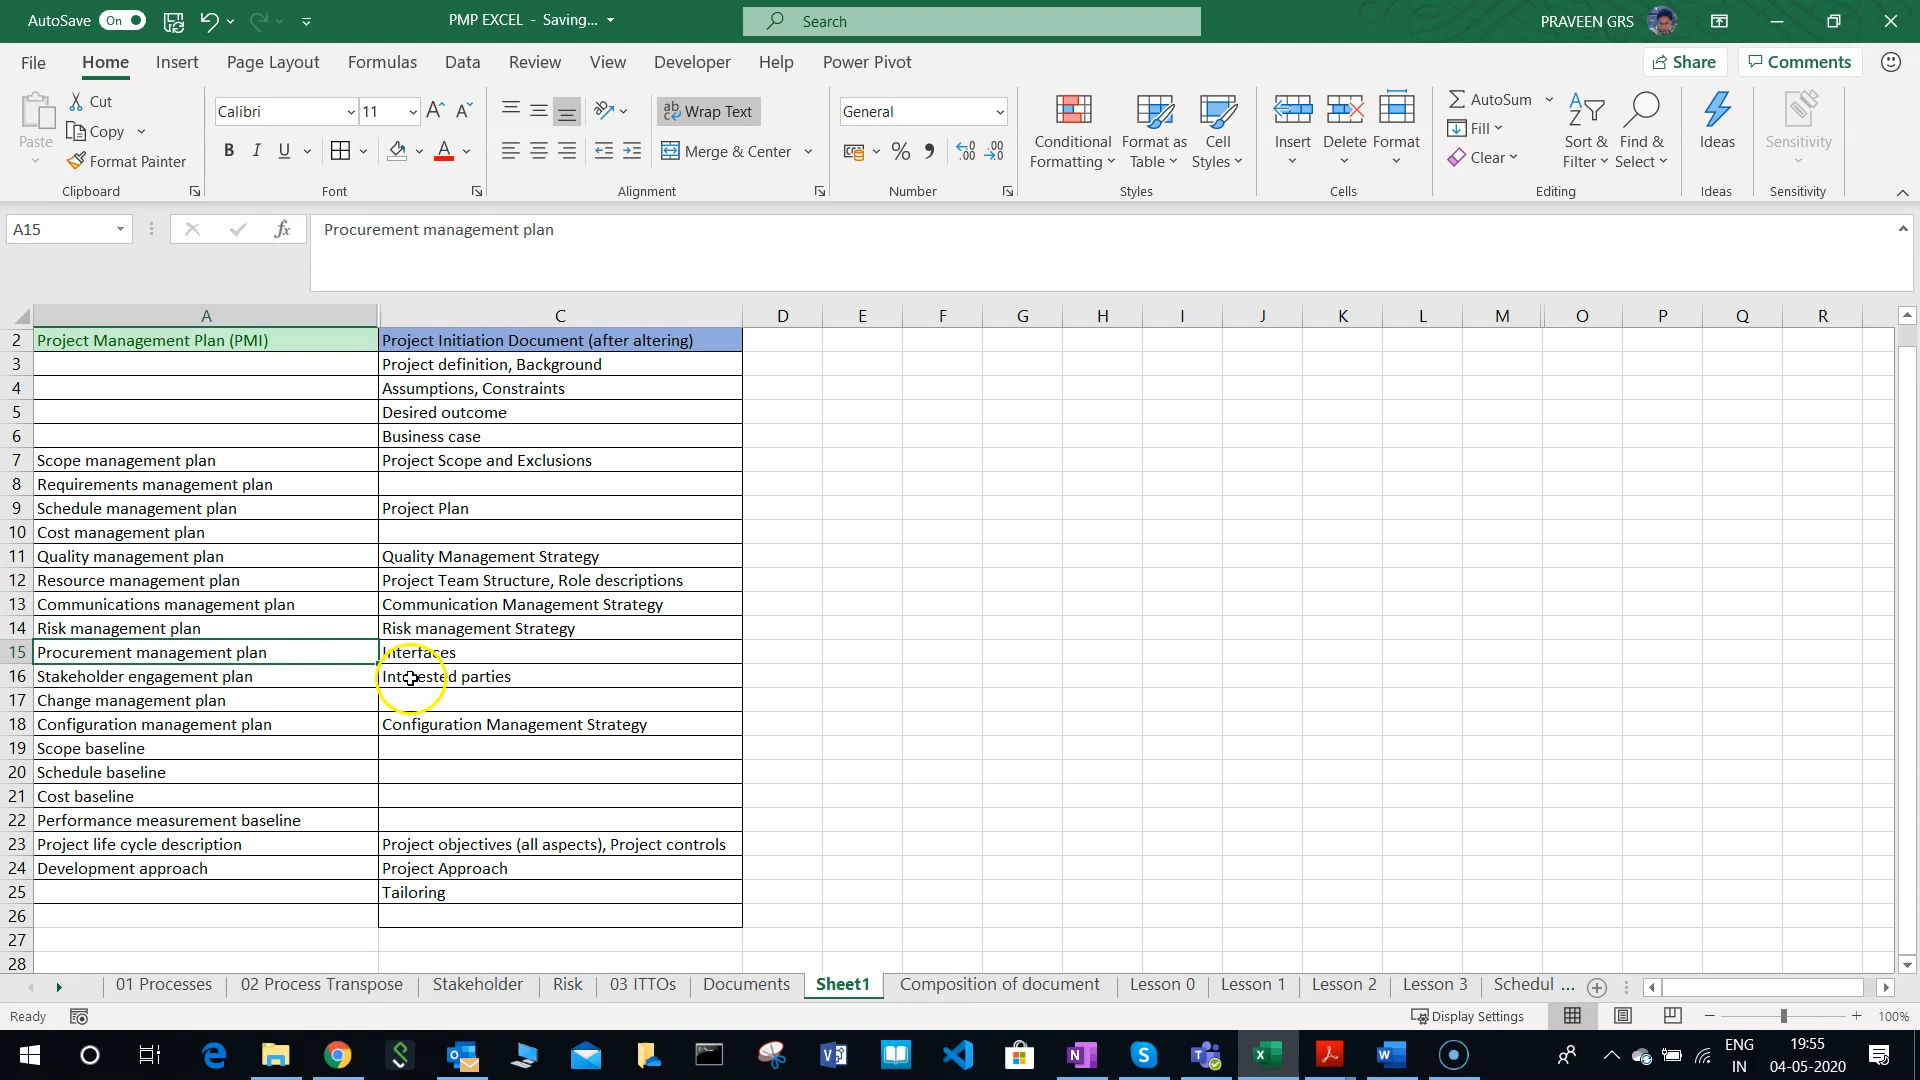 AutoSave On PMP EXCEL - Saving... Search PRAVEEN GRS
File Home Insert Page Layout Formulas Data Review View Developer Help Power Pivot Share Comments
Cut
Copy
Paste
Format Painter
Calibri 11
B I U A
Wrap Text
Merge & Center
General
%
Conditional Formatting
Format as Table
Cell Styles
Insert Delete Format
AutoSum
Fill
Clear
Sort & Filter
Find & Select
Ideas
Sensitivity
Clipboard Font Alignment Number Styles Cells Editing Ideas Sensitivity
A15 fx Procurement management plan
A C D E F G H I J K L M O P Q R
2 Project Management Plan (PMI) Project Initiation Document (after altering)
3 Project definition, Background
4 Assumptions, Constraints
5 Desired outcome
6 Business case
7 Scope management plan Project Scope and Exclusions
8 Requirements management plan
9 Schedule management plan Project Plan
10 Cost management plan
11 Quality management plan Quality Management Strategy
12 Resource management plan Project Team Structure, Role descriptions
13 Communications management plan Communication Management Strategy
14 Risk management plan Risk management Strategy
15 Procurement management plan Interfaces
16 Stakeholder engagement plan Interested parties
17 Change management plan
18 Configuration management plan Configuration Management Strategy
19 Scope baseline
20 Schedule baseline
21 Cost baseline
22 Performance measurement baseline
23 Project life cycle description Project objectives (all aspects), Project controls
24 Development approach Project Approach
25 Tailoring
26
27
28
01 Processes 02 Process Transpose Stakeholder Risk 03 ITTOs Documents Sheet1 Composition of document Lesson 0 Lesson 1 Lesson 2 Lesson 3 Schedul ...
Ready Display Settings 100%
ENG 19:55
IN 04-05-2020